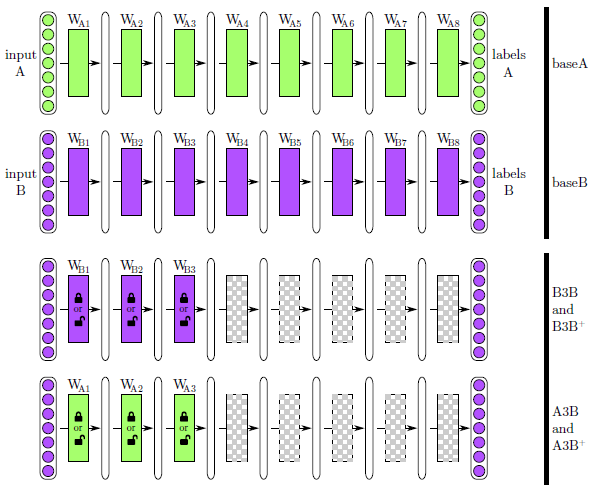 W_A1 W_A2 W_A3 W_A4 W_A5 W_A6 W_A7 W_A8
input
A
labels
A
baseA
W_B1 W_B2 W_B3 W_B4 W_B5 W_B6 W_B7 W_B8
input
B
labels
B
baseB
W_B1 W_B2 W_B3
or or or
B3B
and
B3B⁺
W_A1 W_A2 W_A3
or or or
A3B
and
A3B⁺